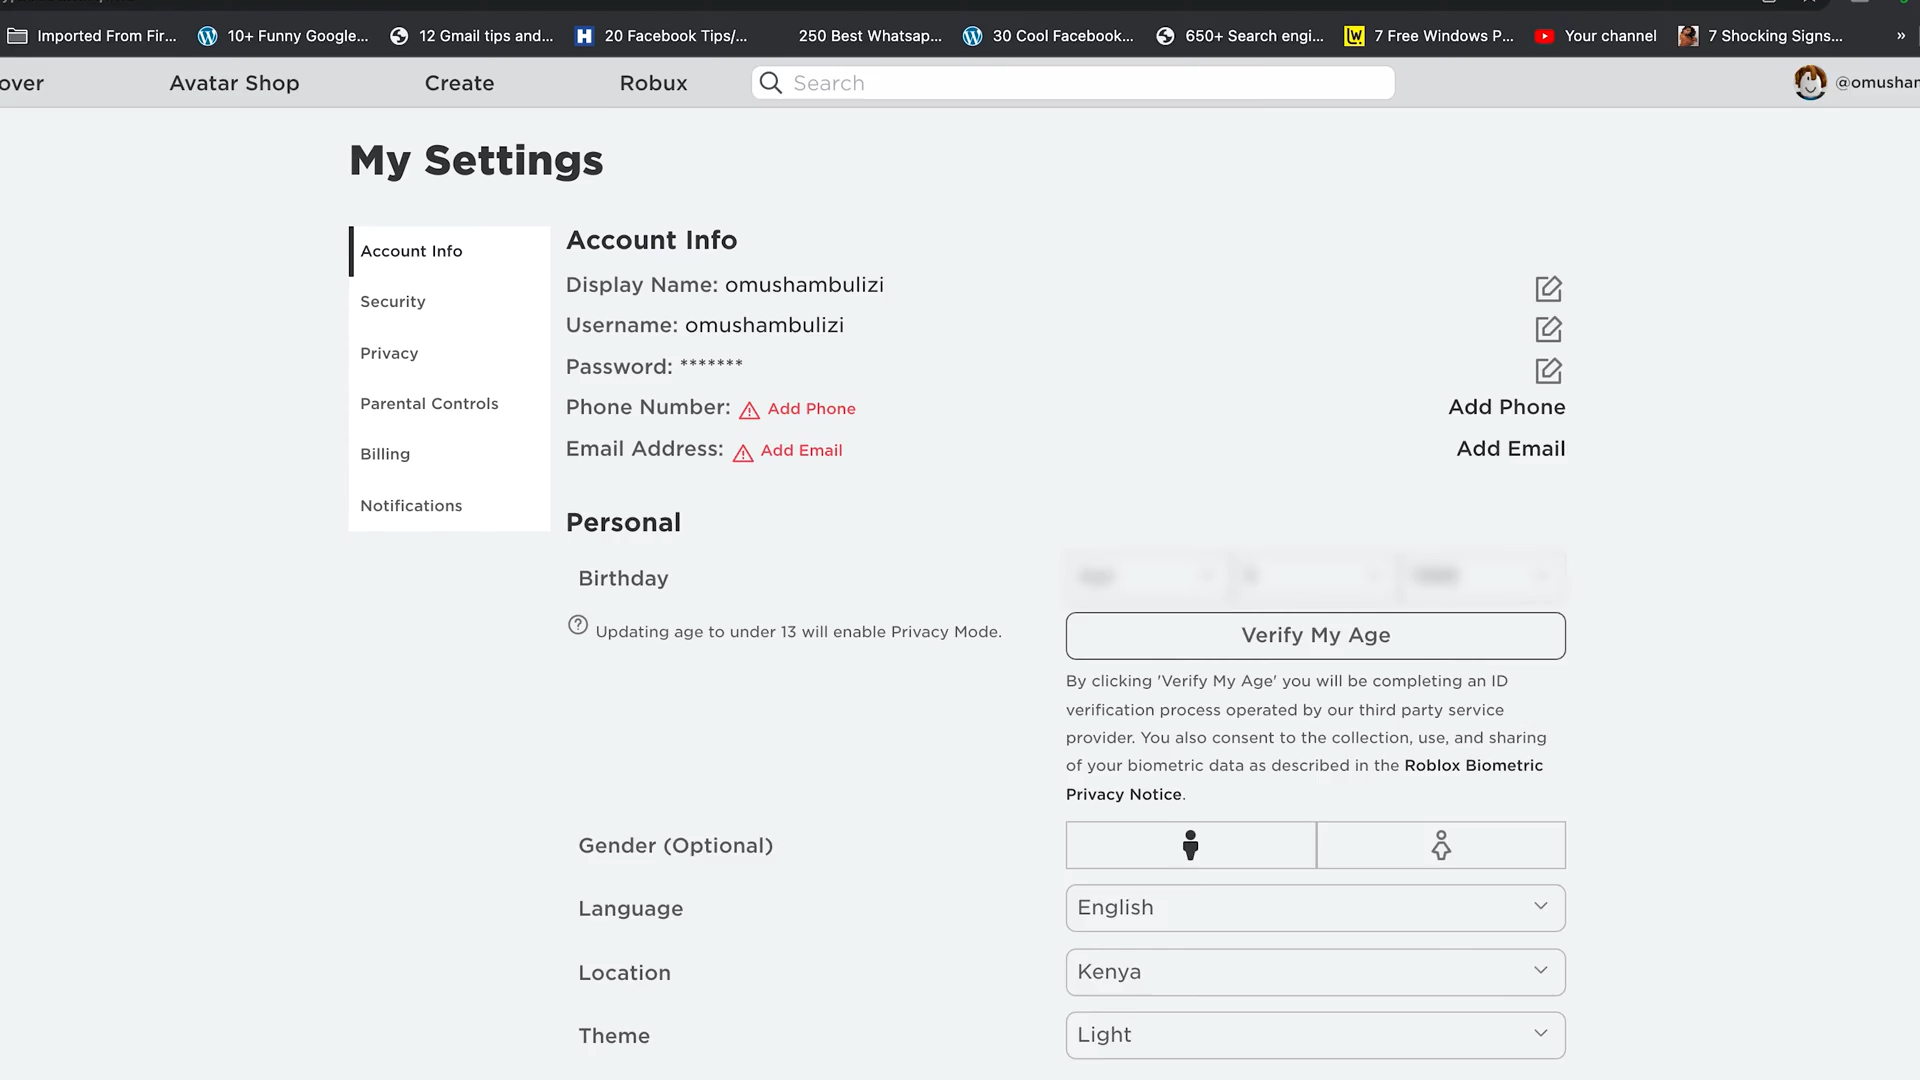 Imported From Fir... 10+ Funny Google... 12 Gmail tips and... 20 Facebook Tips/... 250 Best Whatsap... 30 Cool Facebook... 650+ Search engi... 7 Free Windows P... Your channel 7 Shocking Signs... »
over Avatar Shop Create Robux Search @omushan
My Settings
Account Info
Security
Privacy
Parental Controls
Billing
Notifications
Account Info
Display Name: omushambulizi
Username: omushambulizi
Password: *******
Phone Number: Add Phone Add Phone
Email Address: Add Email Add Email
Personal
Birthday
Updating age to under 13 will enable Privacy Mode.
Verify My Age
By clicking 'Verify My Age' you will be completing an ID
verification process operated by our third party service
provider. You also consent to the collection, use, and sharing
of your biometric data as described in the Roblox Biometric
Privacy Notice.
Gender (Optional)
Language English
Location Kenya
Theme Light